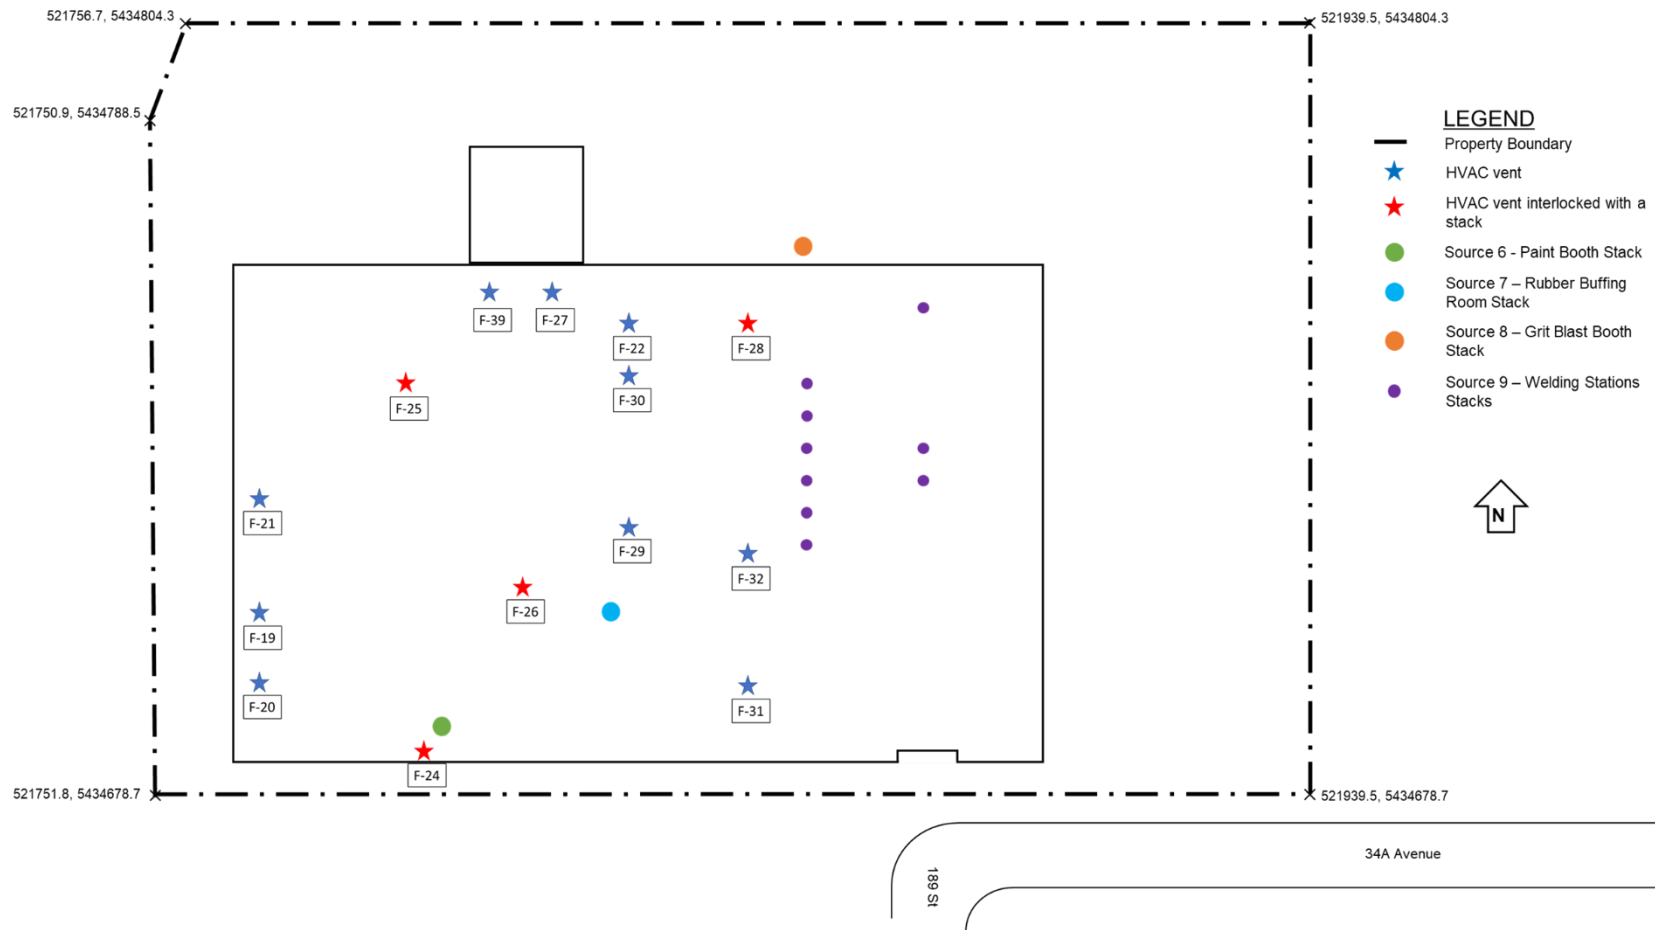 521756.7, 5434804.3
521939.5, 5434804.3
521750.9, 5434788.5
LEGEND
Property Boundary
HVAC vent
HVAC vent interlocked with a
stack
Source 6 - Paint Booth Stack
Source 7 – Rubber Buffing
Room Stack
Source 8 – Grit Blast Booth
Stack
Source 9 – Welding Stations
Stacks
N
F-39
F-27
F-22
F-28
F-30
F-25
F-21
F-29
F-32
F-26
F-19
F-20
F-31
F-24
521751.8, 5434678.7
521939.5, 5434678.7
34A Avenue
189 St